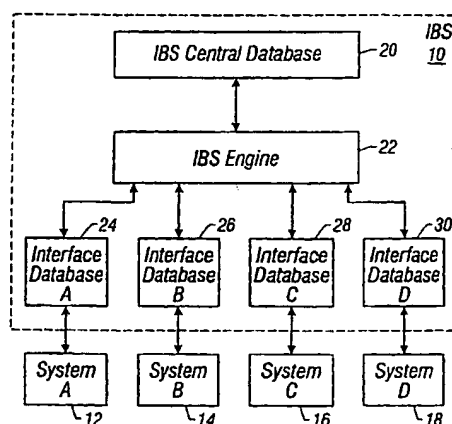 IBS
10
IBS Central Database
20
IBS Engine
22
24
26
28
30
Interface
Database
A
Interface
Database
B
Interface
Database
C
Interface
Database
D
System
A
System
B
System
C
System
D
12
14
16
18